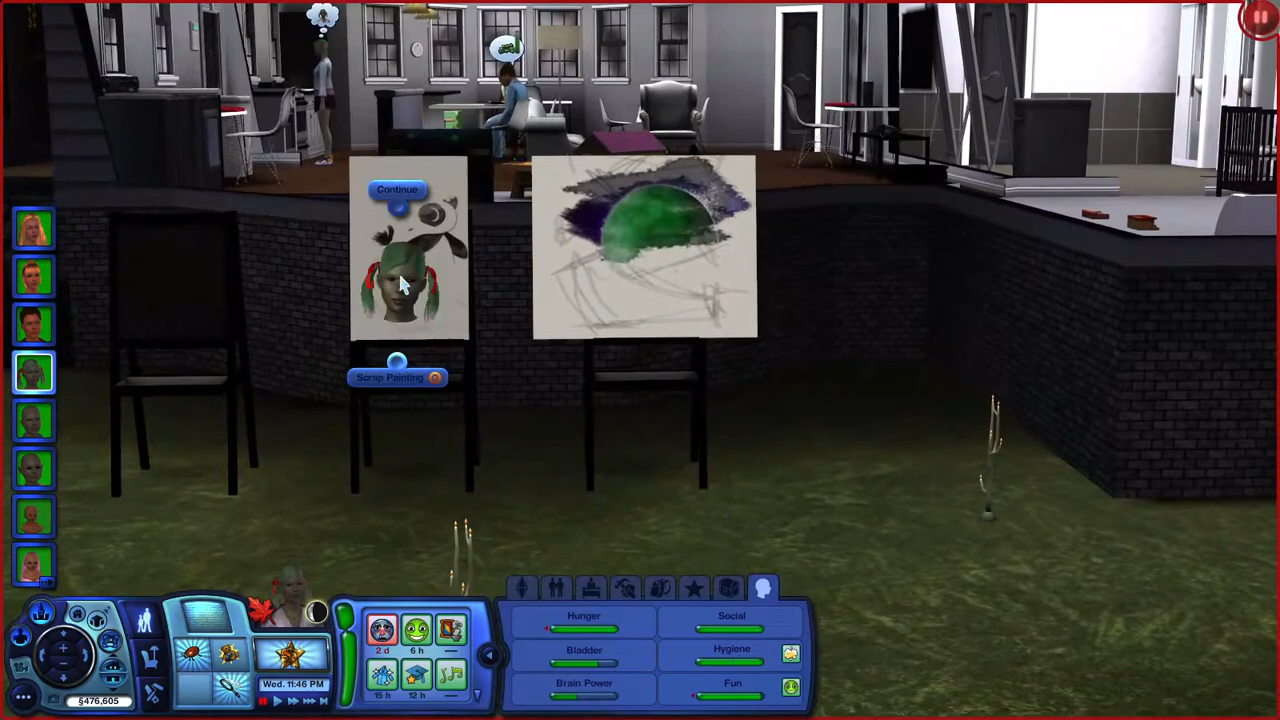 Continue
Scrap Painting
Hunger
Social
Bladder
Hygiene
Brain Power
Fun
2 d
6 h
15 h
12 h
Wed. 11:46 PM
§476,605